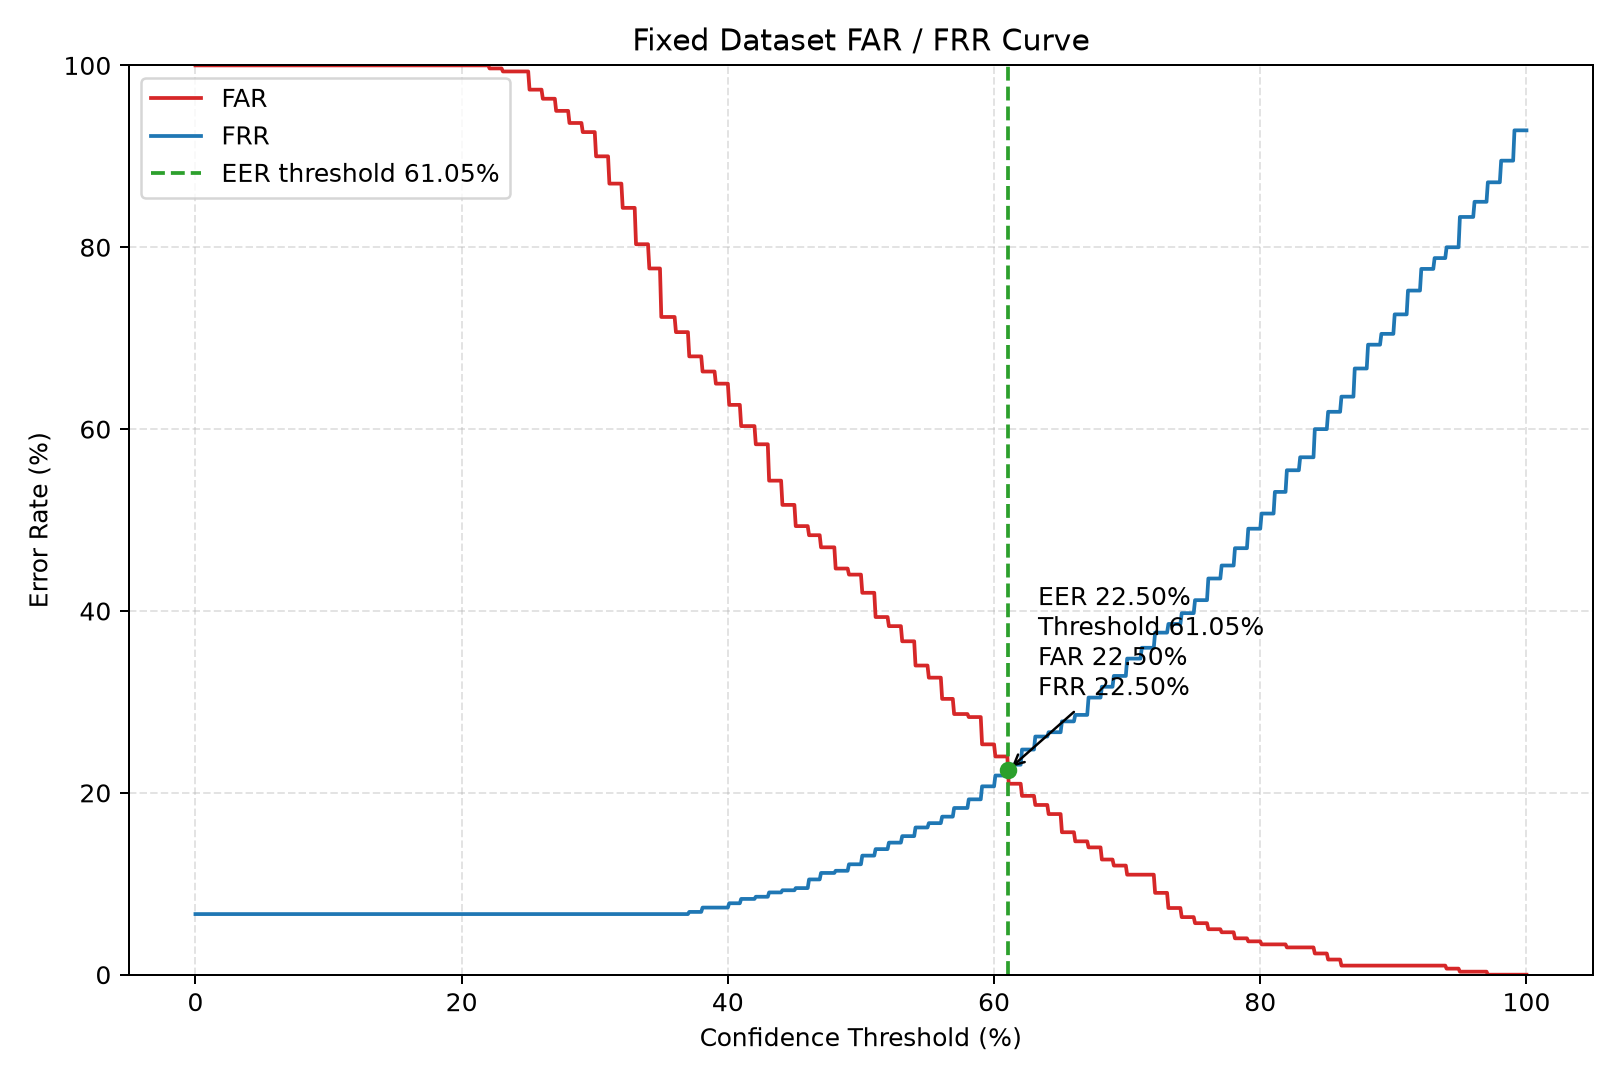 Fixed Dataset FAR / FRR Curve
100
80
60
40
20
0
Error Rate (%)
FAR
FRR
EER threshold 61.05%
EER 22.50%
Threshold 61.05%
FAR 22.50%
FRR 22.50%
0
20
40
60
80
100
Confidence Threshold (%)